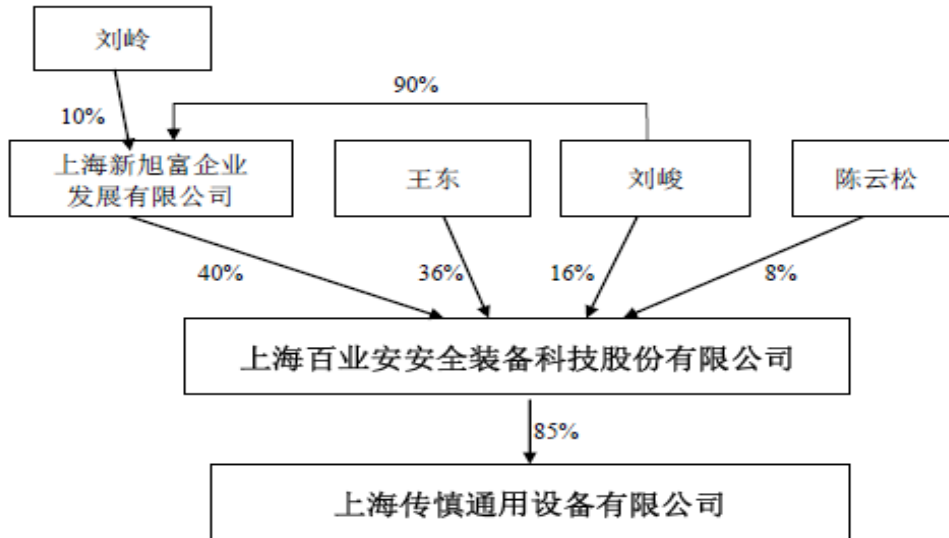 刘岭
90%
10%
上海新旭富企业
发展有限公司
王东
刘峻
陈云松
40%
36%
16%
8%
上海百业安安全装备科技股份有限公司
85%
上海传慎通用设备有限公司